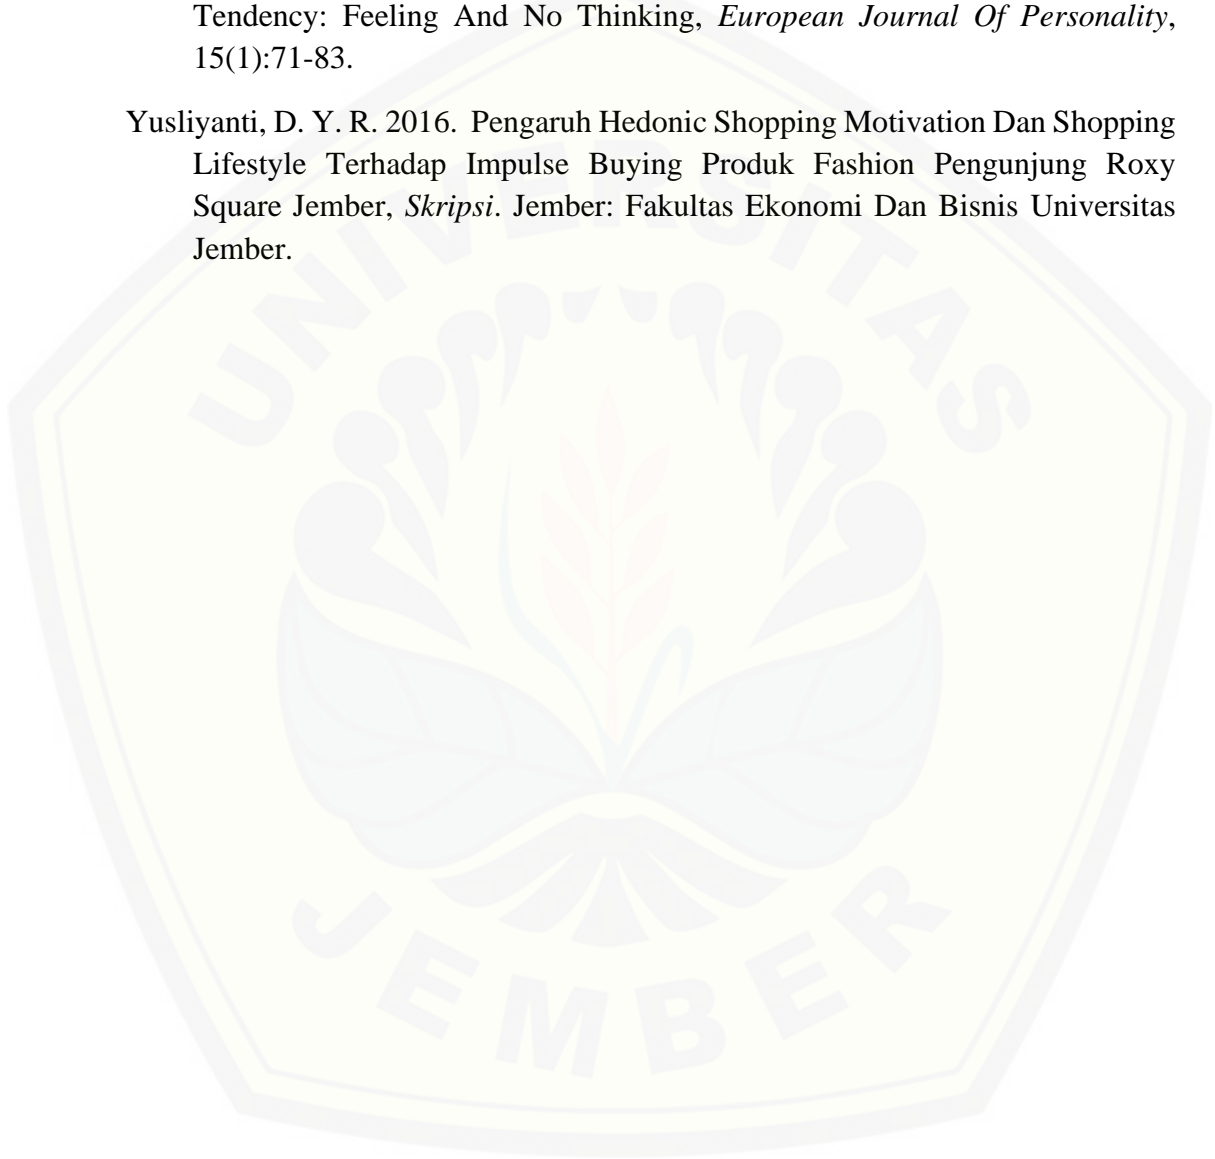 Tendency: Feeling And No Thinking, European Journal Of Personality,
15(1):71-83.
Yusliyanti, D. Y. R. 2016. Pengaruh Hedonic Shopping Motivation Dan Shopping
Lifestyle Terhadap Impulse Buying Produk Fashion Pengunjung Roxy
Square Jember, Skripsi. Jember: Fakultas Ekonomi Dan Bisnis Universitas
Jember.
UNIVERSITAS
JEMBER